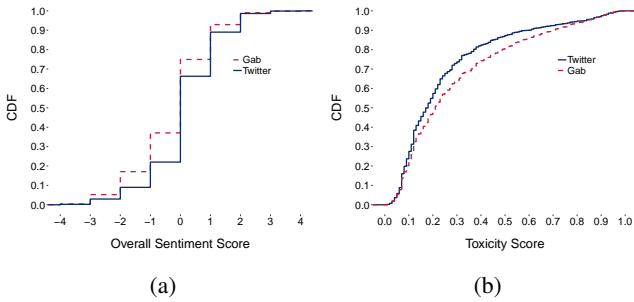 1.0
0.9
0.8
0.7
0.6
0.5
0.4
0.3
0.2
0.1
0.0
CDF
Gab
Twitter
−4 −3 −2 −1 0 1 2 3 4
Overall Sentiment Score
(a)
1.0
0.9
0.8
0.7
0.6
0.5
0.4
0.3
0.2
0.1
0.0
CDF
Twitter
Gab
0.0 0.1 0.2 0.3 0.4 0.5 0.6 0.7 0.8 0.9 1.0
Toxicity Score
(b)